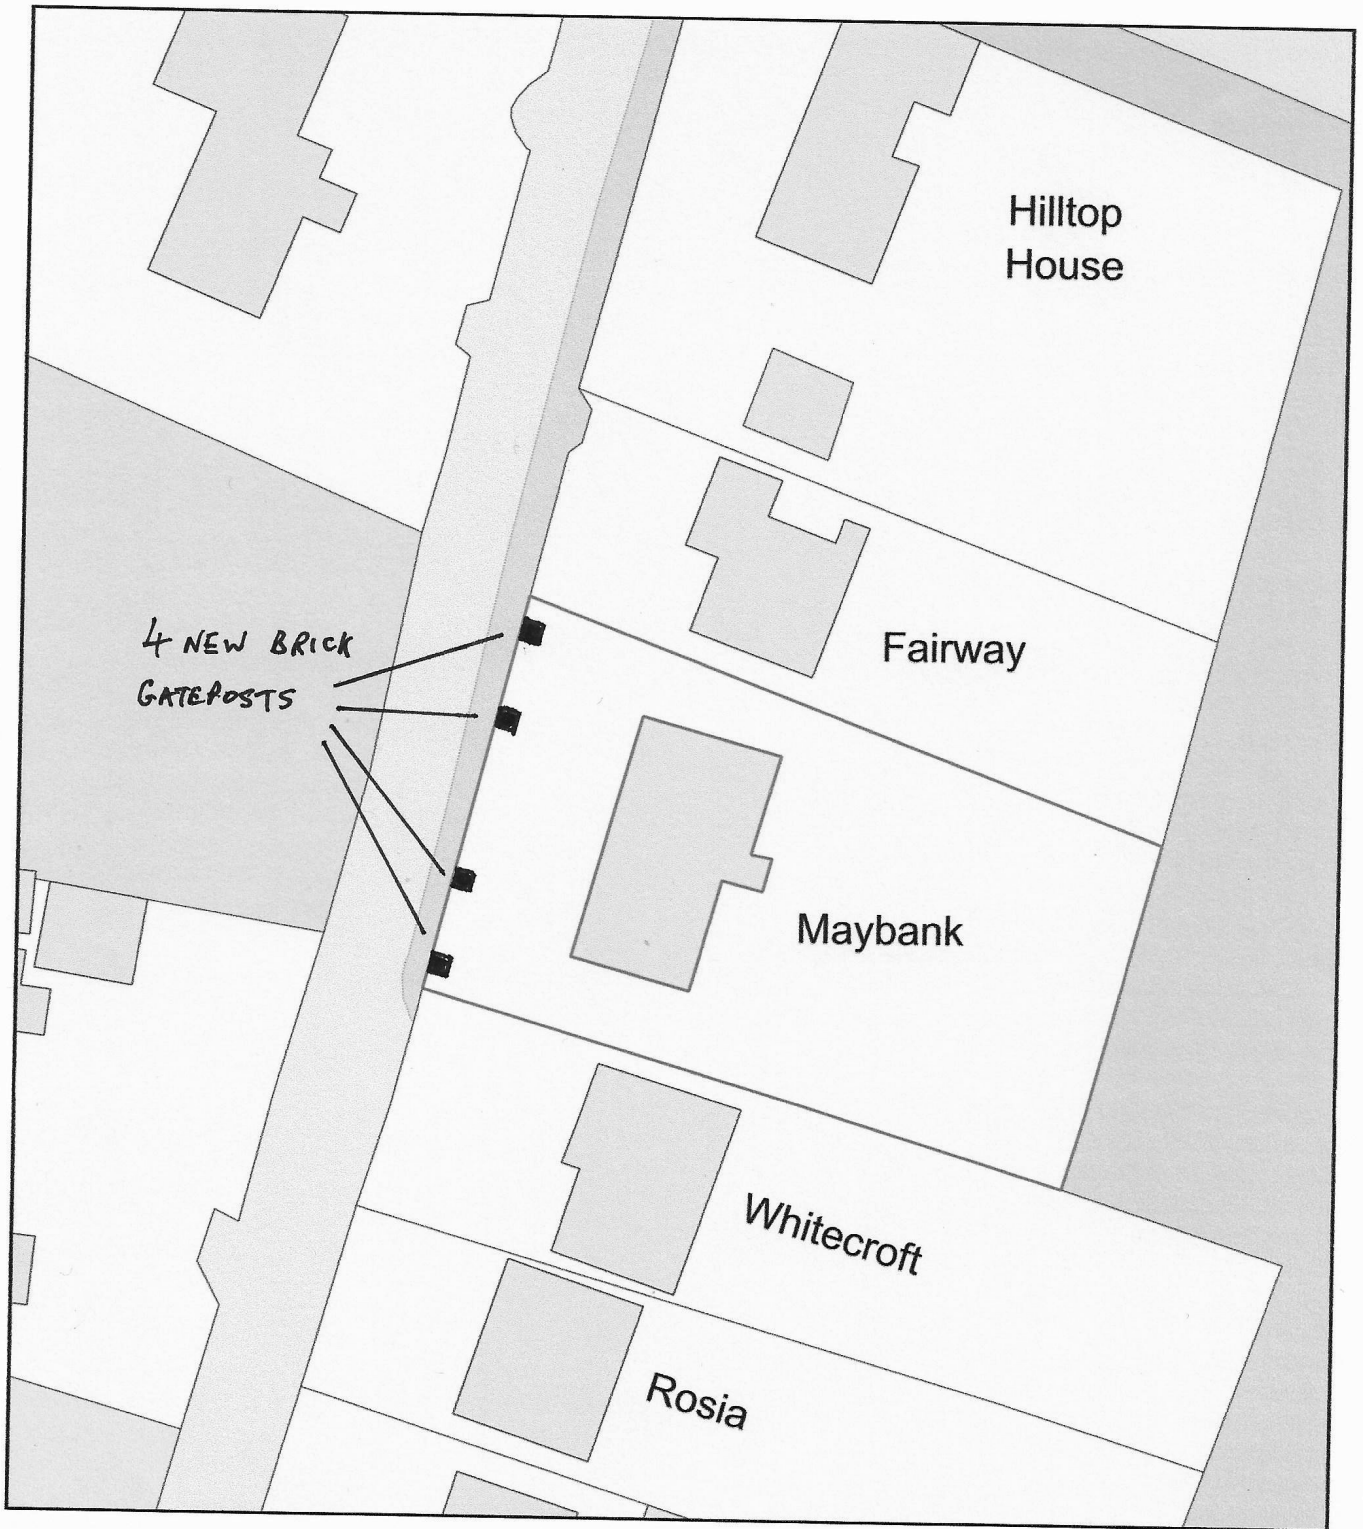 Hilltop
House
4 NEW BRICK
GATEPOSTS
Fairway
Maybank
Whitecroft
Rosia